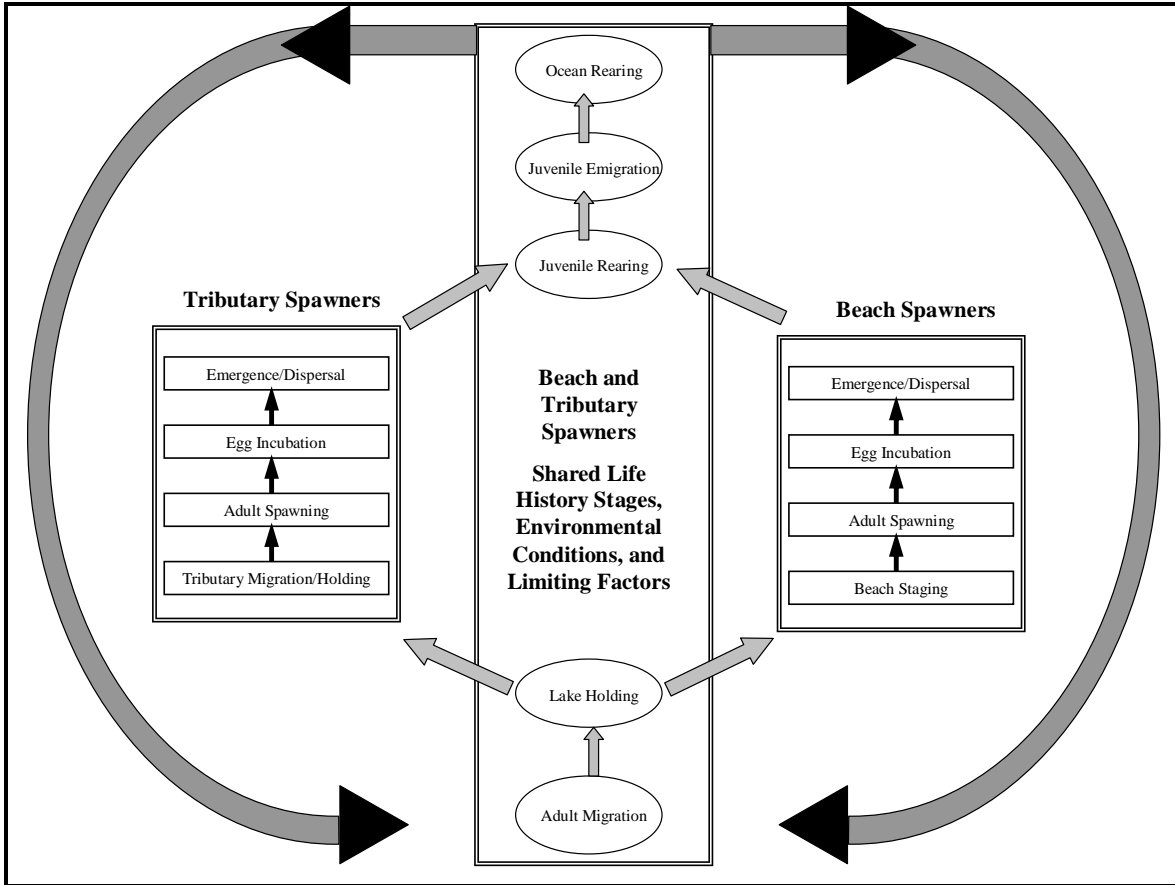 Ocean Rearing
Juvenile Emigration
Juvenile Rearing
Tributary Spawners
Emergence/Dispersal
Egg Incubation
Adult Spawning
Tributary Migration/Holding
Beach and
Tributary
Spawners
Shared Life
History Stages,
Environmental
Conditions, and
Limiting Factors
Beach Spawners
Emergence/Dispersal
Egg Incubation
Adult Spawning
Beach Staging
Lake Holding
Adult Migration